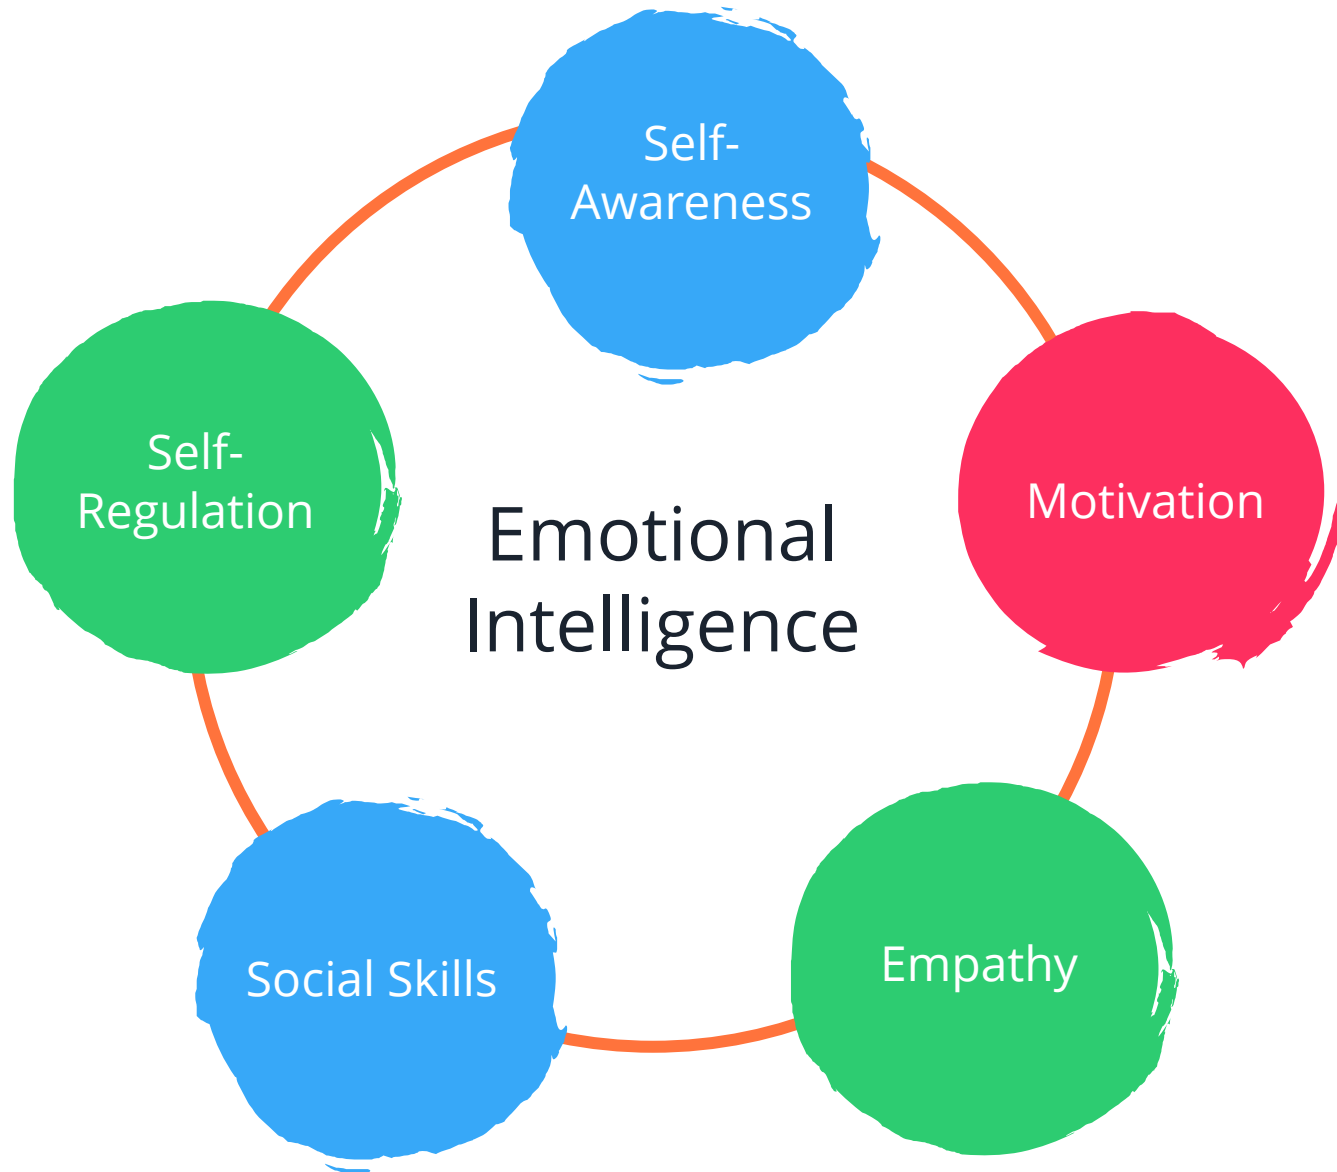 Self-
Awareness
Self-
Regulation
Motivation
Emotional
Intelligence
Social Skills
Empathy